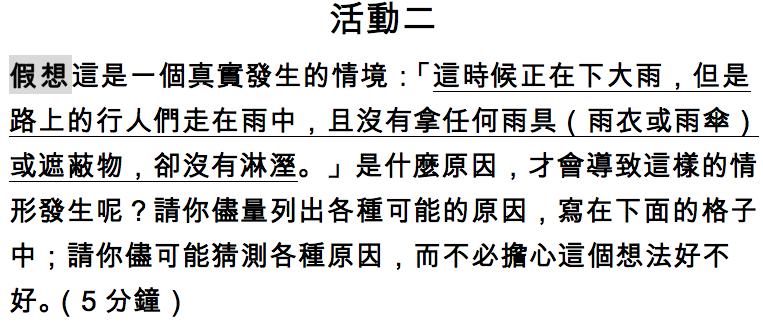 活動二
假想這是一個真實發生的情境：「這時候正在下大雨，但是
路上的行人們走在雨中，且沒有拿任何雨具（雨衣或雨傘）
或遮蔽物，卻沒有淋溼。」是什麼原因，才會導致這樣的情
形發生呢？請你儘量列出各種可能的原因，寫在下面的格子
中；請你儘可能猜測各種原因，而不必擔心這個想法好不
好。（5 分鐘）